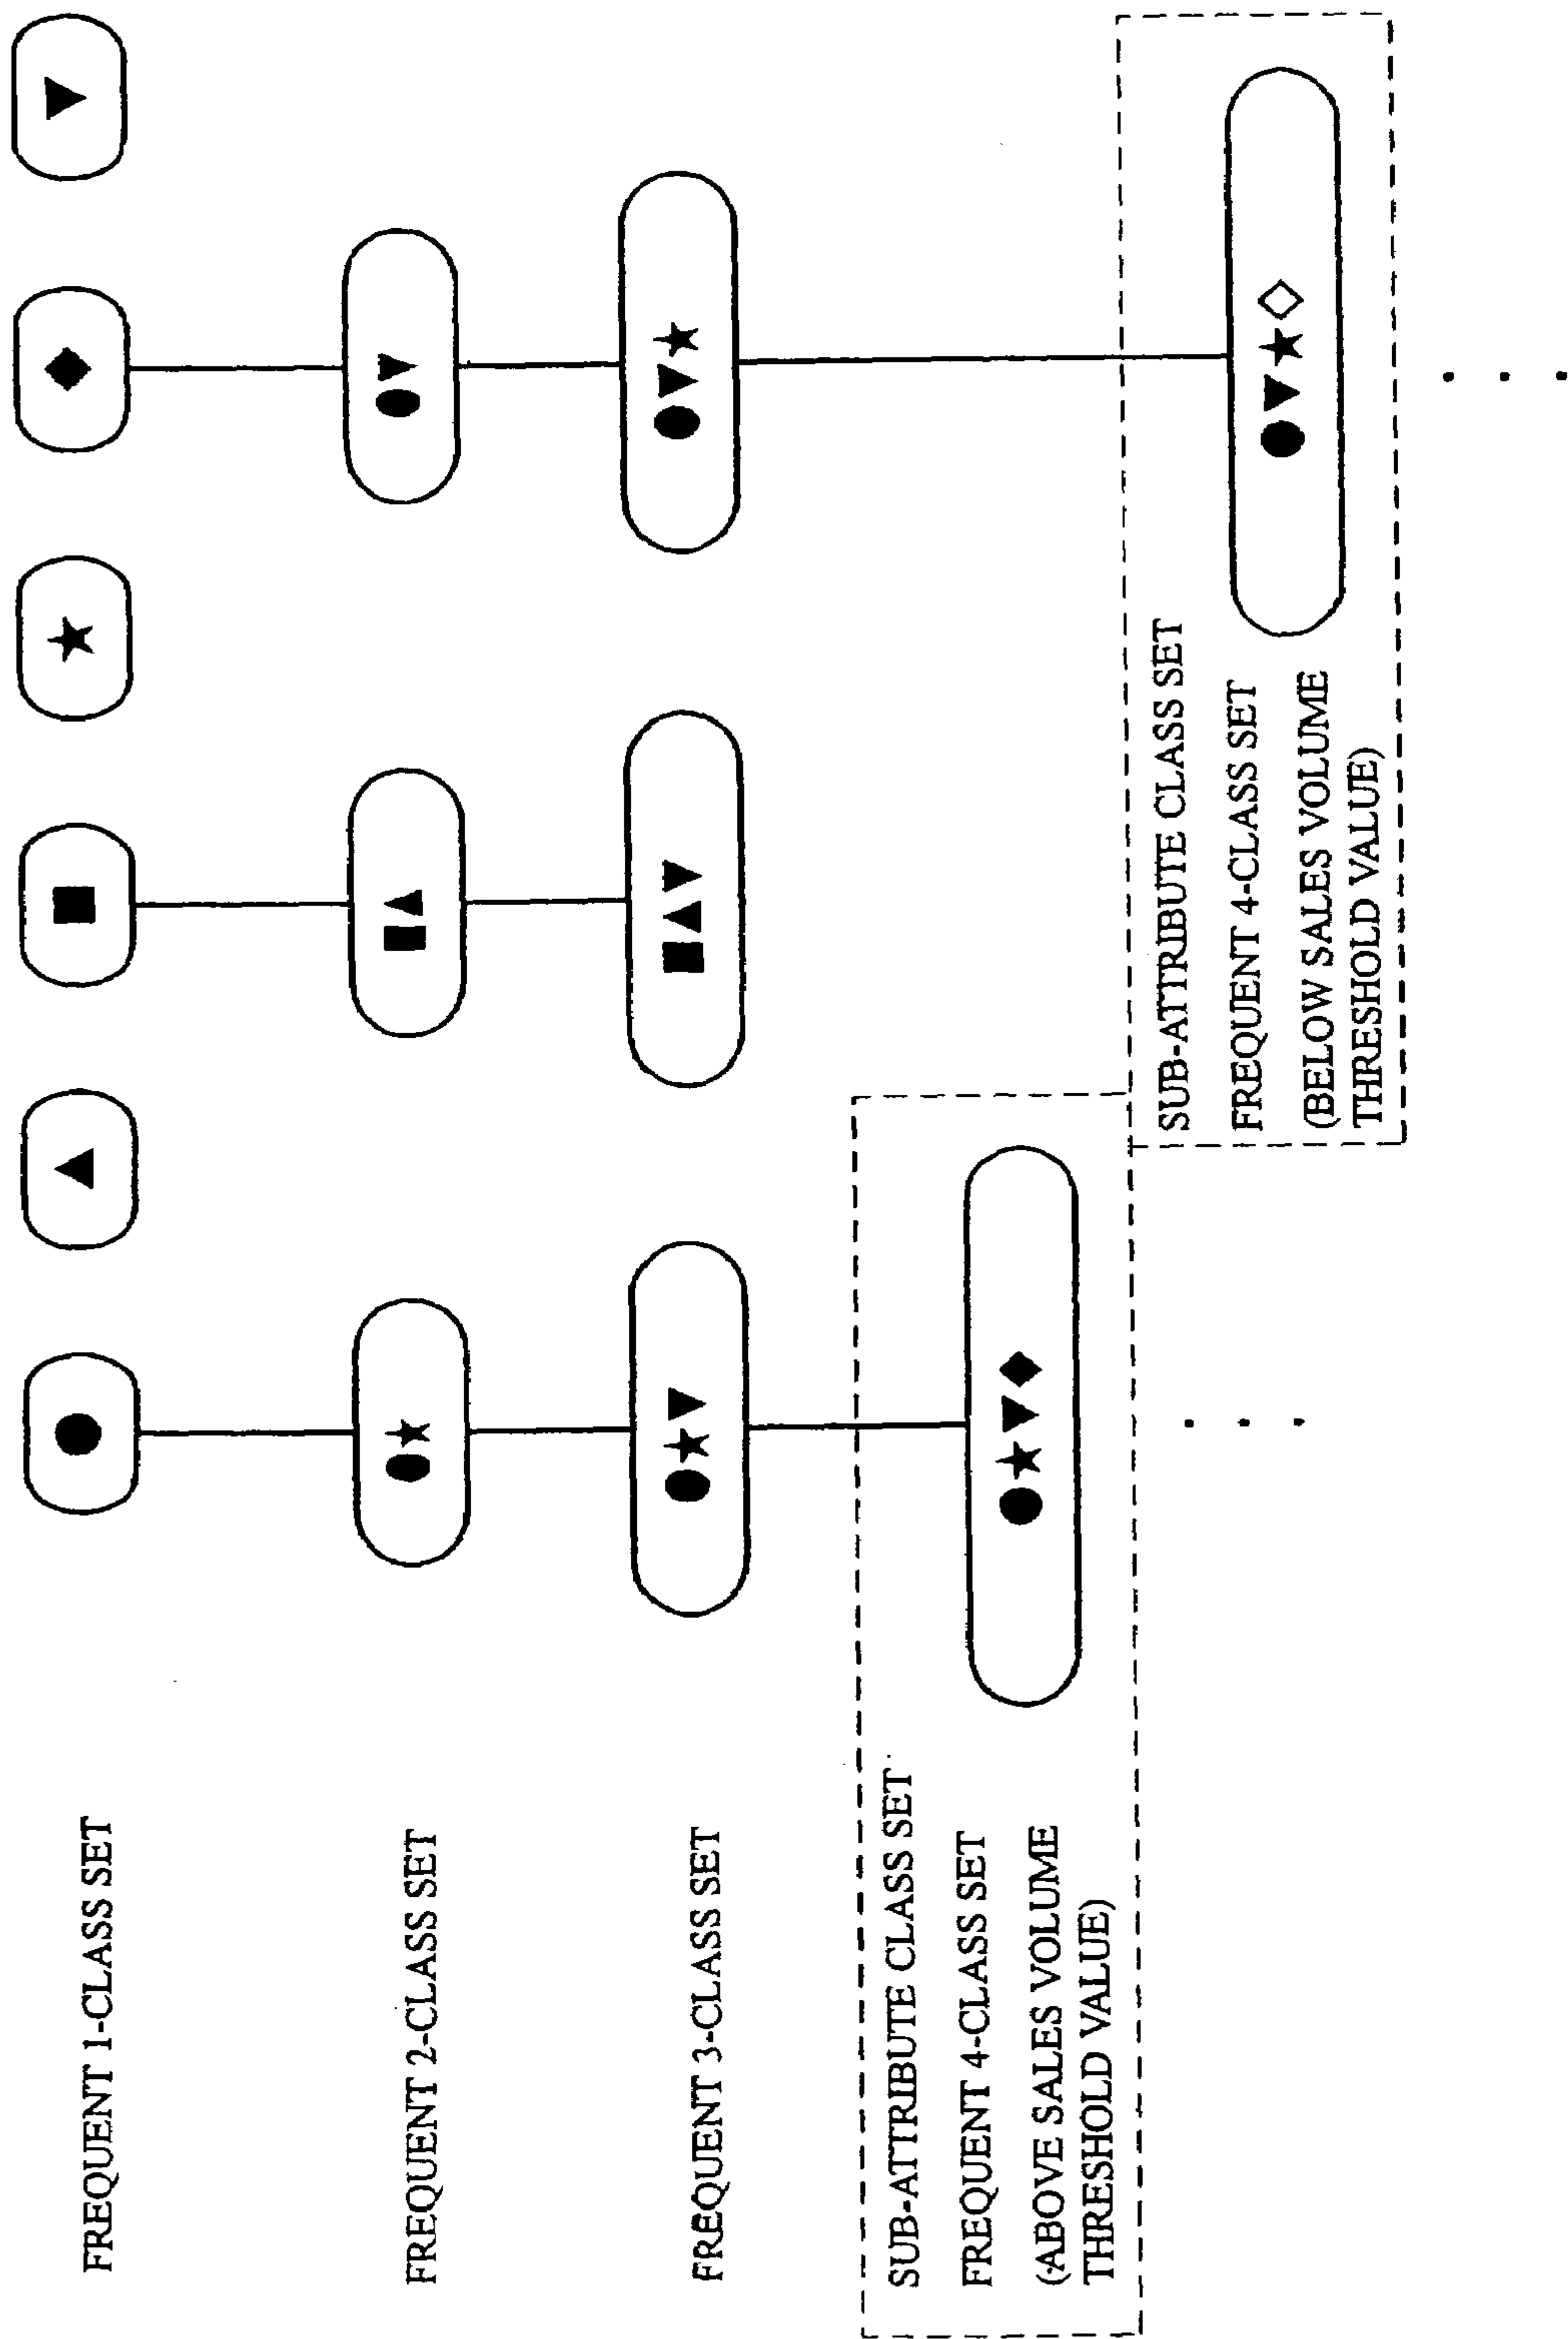 FREQUENT 1-CLASS SET
FREQUENT 2-CLASS SET
FREQUENT 3-CLASS SET
SUB-ATTRIBUTE CLASS SET
FREQUENT 4-CLASS SET
(ABOVE SALES VOLUME
THRESHOLD VALUE)
SUB-ATTRIBUTE CLASS SET
FREQUENT 4-CLASS SET
(BELOW SALES VOLUME
THRESHOLD VALUE)